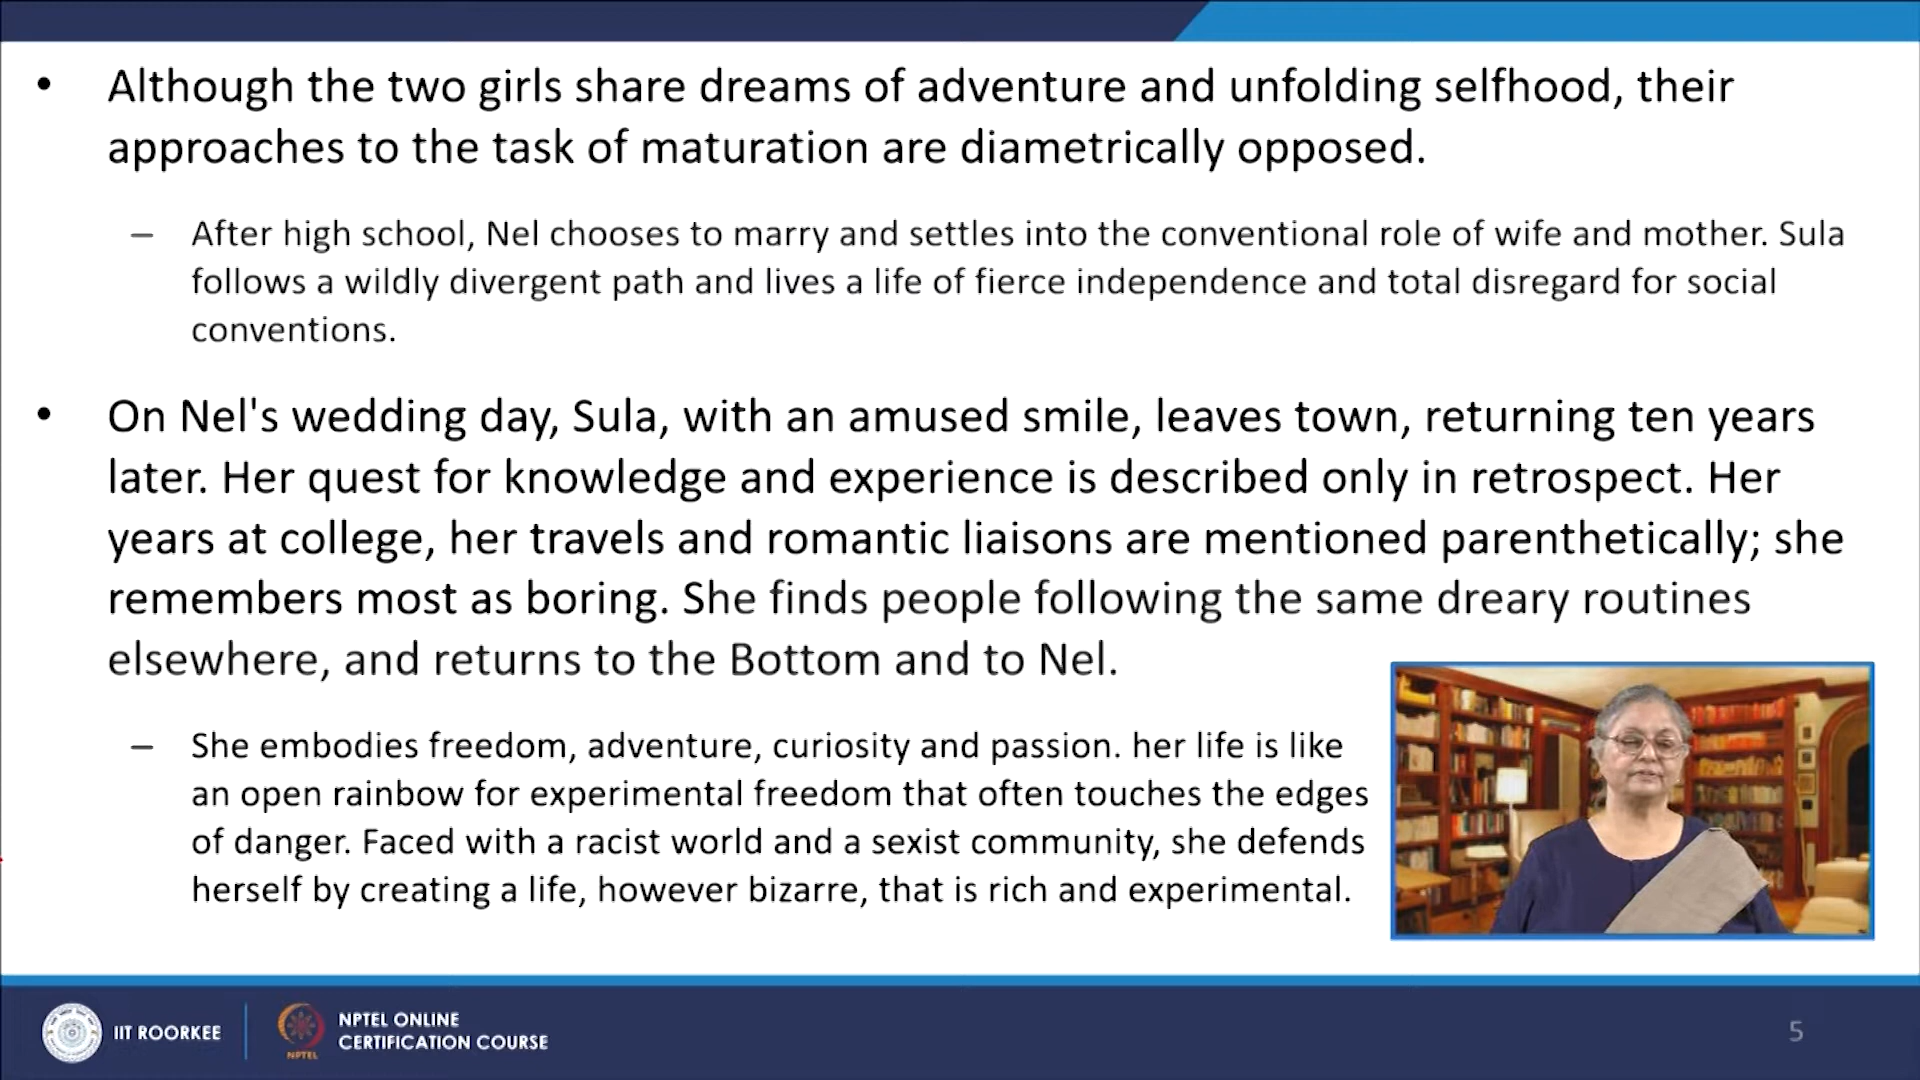 • Although the two girls share dreams of adventure and unfolding selfhood, their
approaches to the task of maturation are diametrically opposed.
– After high school, Nel chooses to marry and settles into the conventional role of wife and mother. Sula
follows a wildly divergent path and lives a life of fierce independence and total disregard for social
conventions.
• On Nel's wedding day, Sula, with an amused smile, leaves town, returning ten years
later. Her quest for knowledge and experience is described only in retrospect. Her
years at college, her travels and romantic liaisons are mentioned parenthetically; she
remembers most as boring. She finds people following the same dreary routines
elsewhere, and returns to the Bottom and to Nel.
– She embodies freedom, adventure, curiosity and passion. her life is like
an open rainbow for experimental freedom that often touches the edges
of danger. Faced with a racist world and a sexist community, she defends
herself by creating a life, however bizarre, that is rich and experimental.
IIT ROORKEE
NPTEL
NPTEL ONLINE
CERTIFICATION COURSE
5